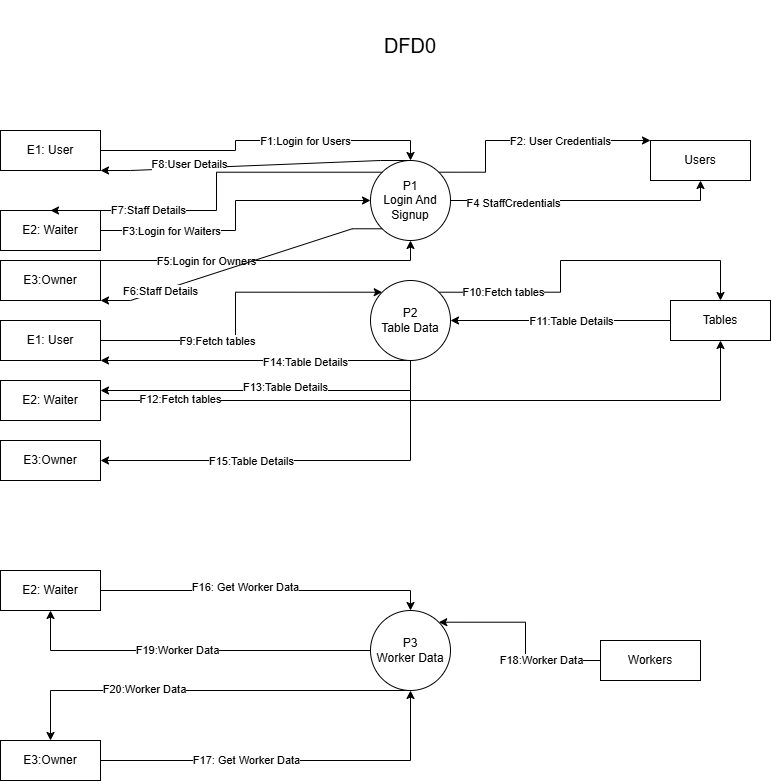 DFD0
E1: User
F1:Login for Users
F2: User Credentials
Users
F8:User Details
P1
Login And
Signup
F7:Staff Details
F4 StaffCredentials
E2: Waiter
F3:Login for Waiters
F5:Login for Owners
E3:Owner
F6:Staff Details
F10:Fetch tables
P2
Table Data
F11:Table Details
Tables
E1: User
F9:Fetch tables
F14:Table Details
F13:Table Details
E2: Waiter
F12:Fetch tables
E3:Owner
F15:Table Details
E2: Waiter
F16: Get Worker Data
P3
Worker Data
F19:Worker Data
F18:Worker Data
Workers
F20:Worker Data
E3:Owner
F17: Get Worker Data